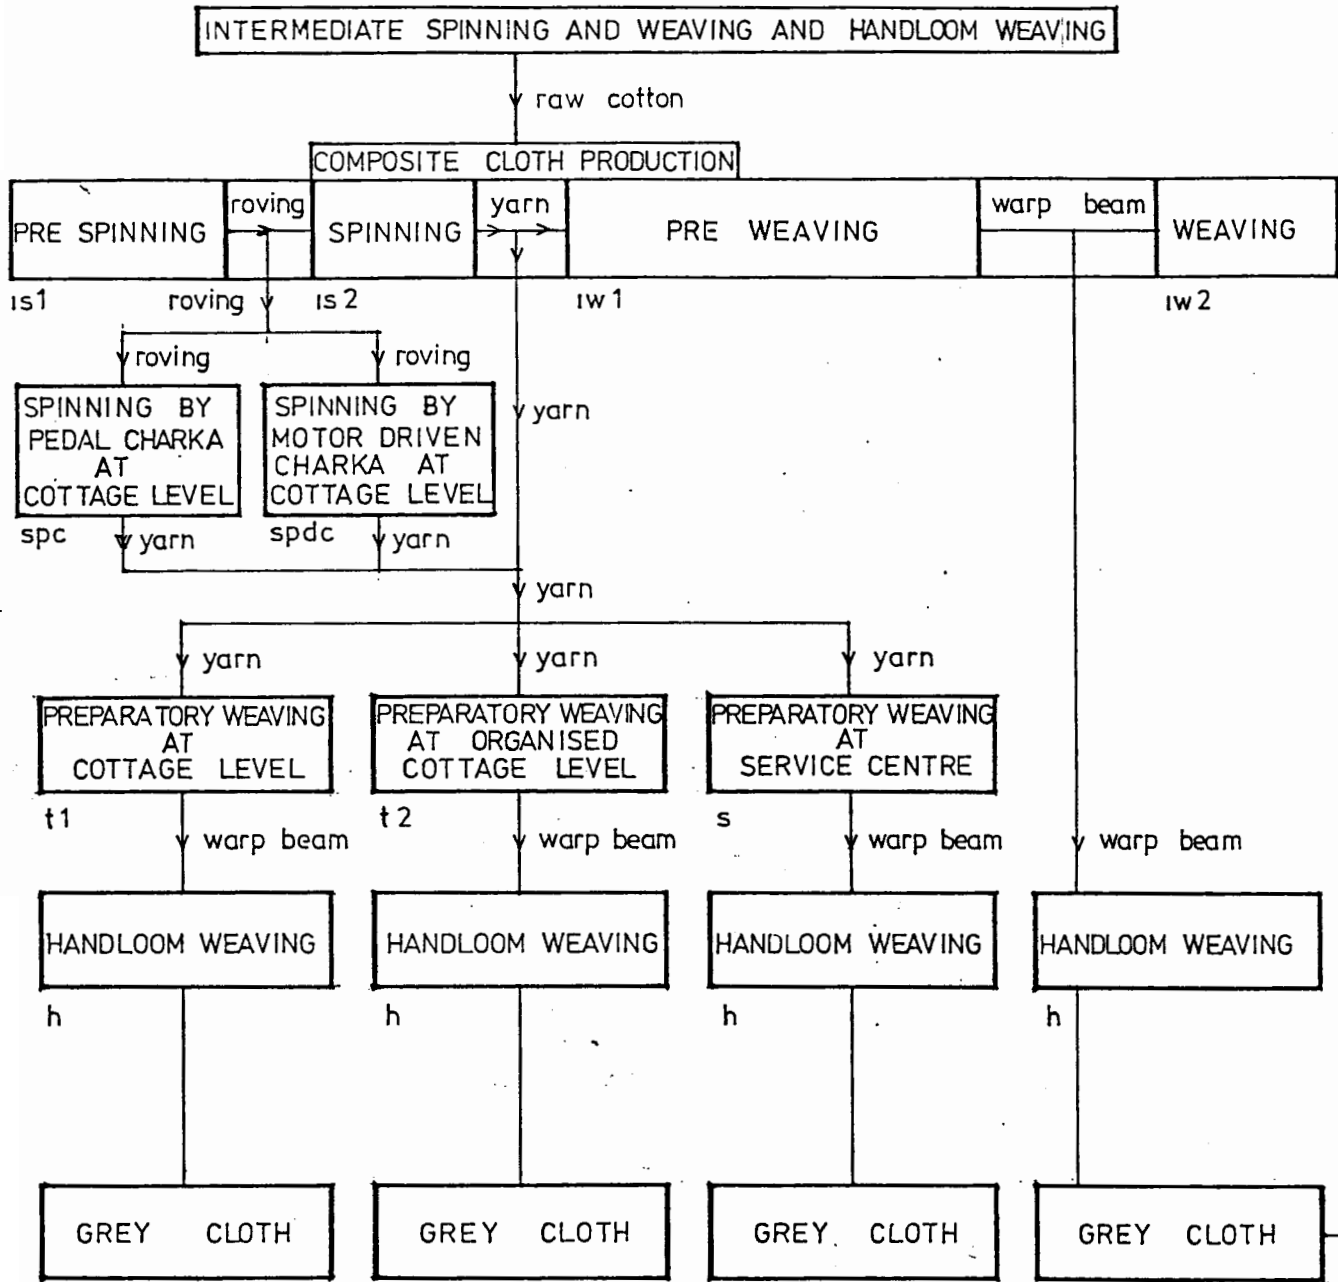 INTERMEDIATE SPINNING AND WEAVING AND HANDLOOM WEAVING
raw cotton
COMPOSITE CLOTH PRODUCTION
PRE SPINNING
roving
SPINNING
yarn
PRE WEAVING
warp beam
WEAVING
is1
roving
is2
iw1
iw2
roving
roving
SPINNING BY
PEDAL CHARKA
AT
COTTAGE LEVEL
SPINNING BY
MOTOR DRIVEN
CHARKA AT
COTTAGE LEVEL
yarn
spc
yarn
spdc
yarn
yarn
yarn
yarn
yarn
PREPARATORY WEAVING
AT
COTTAGE LEVEL
PREPARATORY WEAVING
AT ORGANISED
COTTAGE LEVEL
PREPARATORY WEAVING
AT
SERVICE CENTRE
t1
t2
s
warp beam
warp beam
warp beam
warp beam
HANDLOOM WEAVING
HANDLOOM WEAVING
HANDLOOM WEAVING
HANDLOOM WEAVING
h
h
h
h
GREY CLOTH
GREY CLOTH
GREY CLOTH
GREY CLOTH